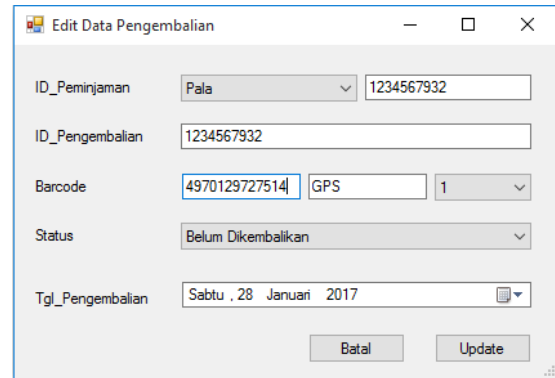 Edit Data Pengembalian
ID_Peminjaman Pala 1234567932
ID_Pengembalian 1234567932
Barcode 4970129727514 GPS 1
Status Belum Dikembalikan
Tgl_Pengembalian Sabtu , 28 Januari 2017
Batal Update